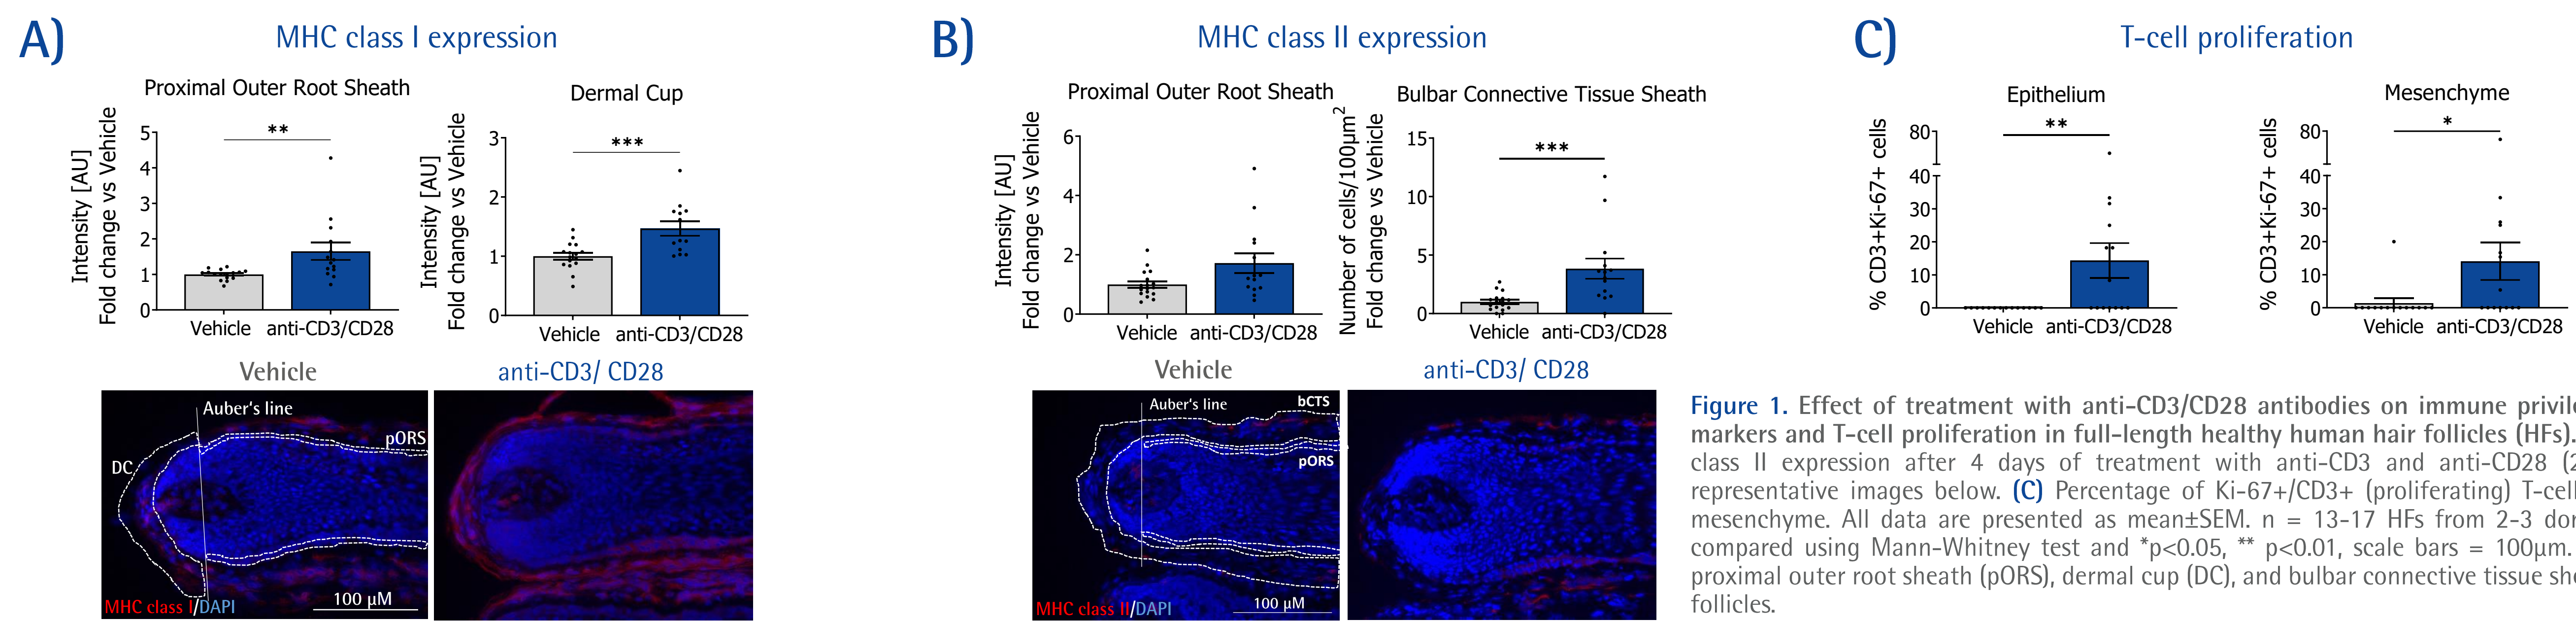 A)
MHC class I expression
Proximal Outer Root Sheath
Intensity [AU]
Fold change vs Vehicle
5
4
3
2
1
0
**
Vehicle anti-CD3/CD28
Dermal Cup
Intensity [AU]
Fold change vs Vehicle
3
2
1
0
***
Vehicle anti-CD3/CD28
Vehicle
anti-CD3/ CD28
Auber's line
pORS
DC
MHC class I/DAPI
100 µM
B)
MHC class II expression
Proximal Outer Root Sheath
Intensity [AU]
Fold change vs Vehicle
6
4
2
0
Vehicle anti-CD3/CD28
Bulbar Connective Tissue Sheath
Number of cells/100µm²
Fold change vs Vehicle
15
10
5
0
***
Vehicle anti-CD3/CD28
Vehicle
anti-CD3/ CD28
Auber's line
bCTS
pORS
MHC class II/DAPI
100 µM
C)
T-cell proliferation
Epithelium
% CD3+Ki-67+ cells
80
40
30
20
10
0
**
Vehicle anti-CD3/CD28
Mesenchyme
% CD3+Ki-67+ cells
80
40
30
20
10
0
*
Vehicle anti-CD3/CD28
Figure 1. Effect of treatment with anti-CD3/CD28 antibodies on immune privile
markers and T-cell proliferation in full-length healthy human hair follicles (HFs).
class II expression after 4 days of treatment with anti-CD3 and anti-CD28 (2
representative images below. (C) Percentage of Ki-67+/CD3+ (proliferating) T-cell
mesenchyme. All data are presented as mean±SEM. n = 13-17 HFs from 2-3 don
compared using Mann-Whitney test and *p<0.05, ** p<0.01, scale bars = 100µm.
proximal outer root sheath (pORS), dermal cup (DC), and bulbar connective tissue she
follicles.